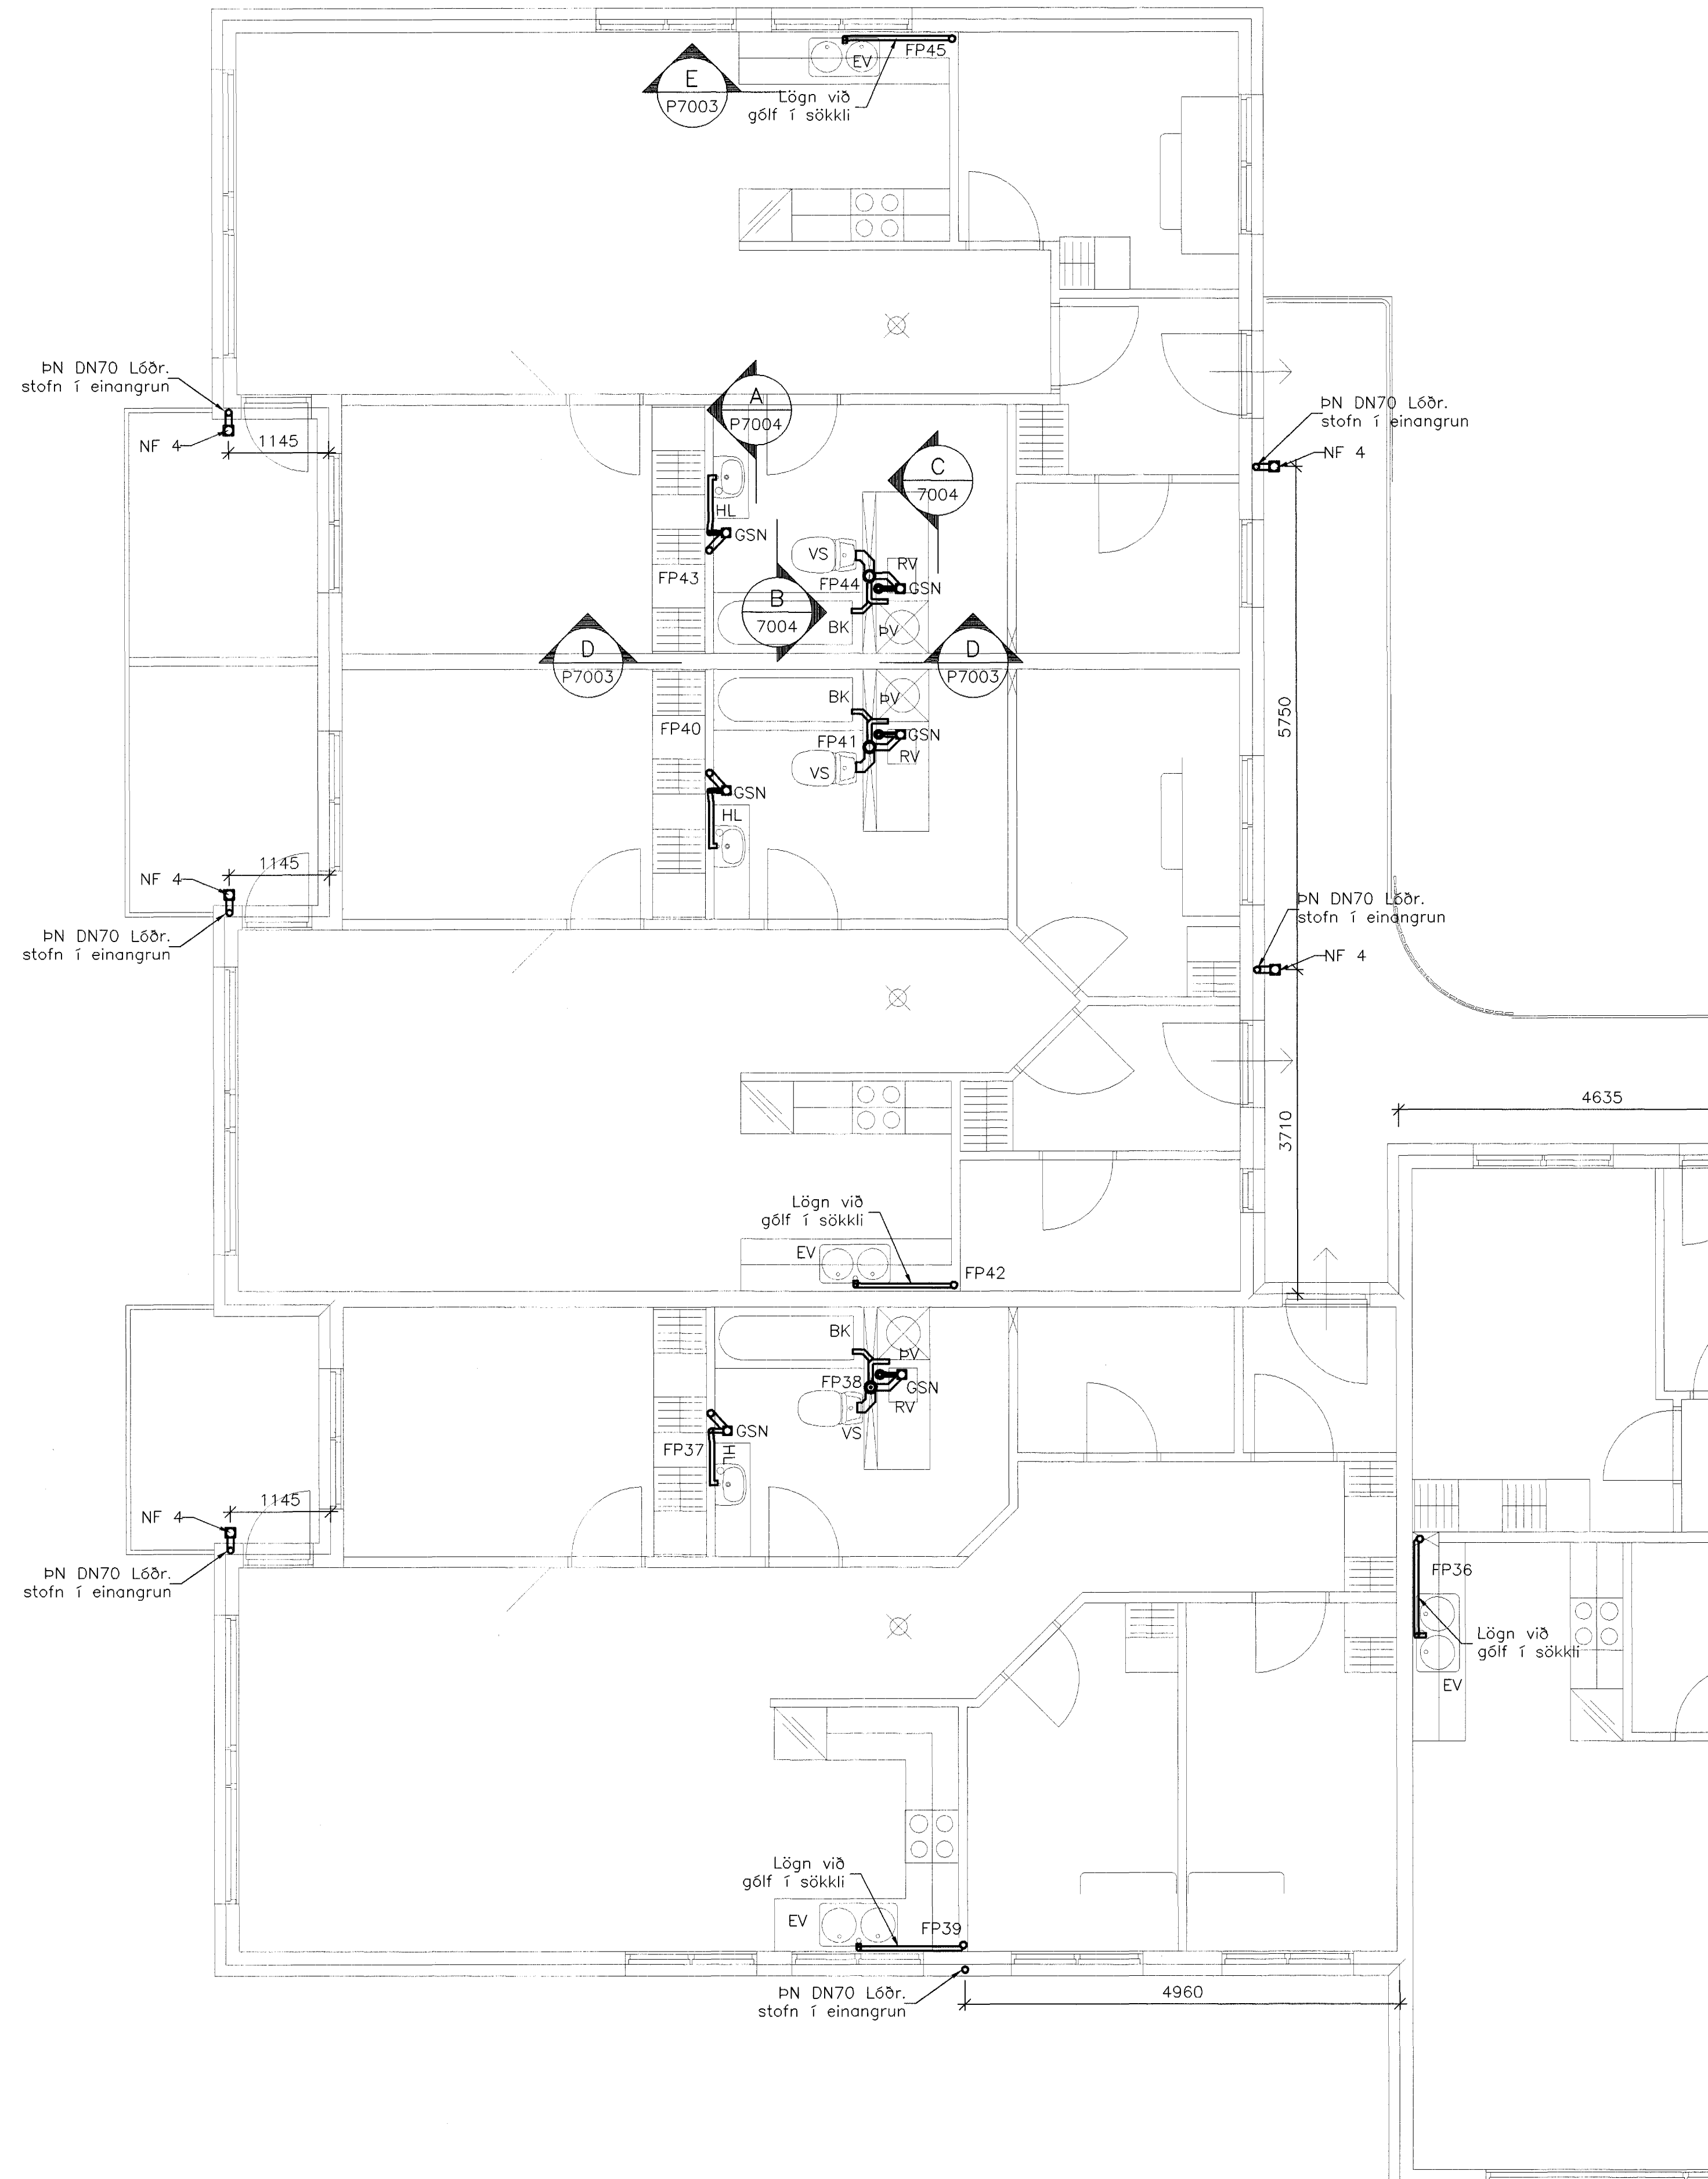 FP45
EV
E
P7003
Lögn við
gólf í sökkli
ÞN DN70 Lóðr.
stofn í einangrun
NF 4
1145
A
P7004
ÞN DN70 Lóðr.
stofn í einangrun
NF 4
C
7004
HL
GSN
VS
RV
FP43
FP44
GSN
B
7004
BK
ÞV
D
P7003
D
P7003
BK
ÞV
5750
FP40
FP41
GSN
RV
VS
GSN
HL
1145
NF 4
ÞN DN70 Lóðr.
stofn í einangrun
ÞN DN70 Lóðr.
stofn í einangrun
NF 4
4635
3710
Lögn við
gólf í sökkli
EV
FP42
BK
ÞV
FP38
GSN
RV
VS
GSN
FP37
HL
1145
NF 4
ÞN DN70 Lóðr.
stofn í einangrun
FP36
Lögn við
gólf í sökkli
EV
Lögn við
gólf í sökkli
EV
FP39
ÞN DN70 Lóðr.
stofn í einangrun
4960